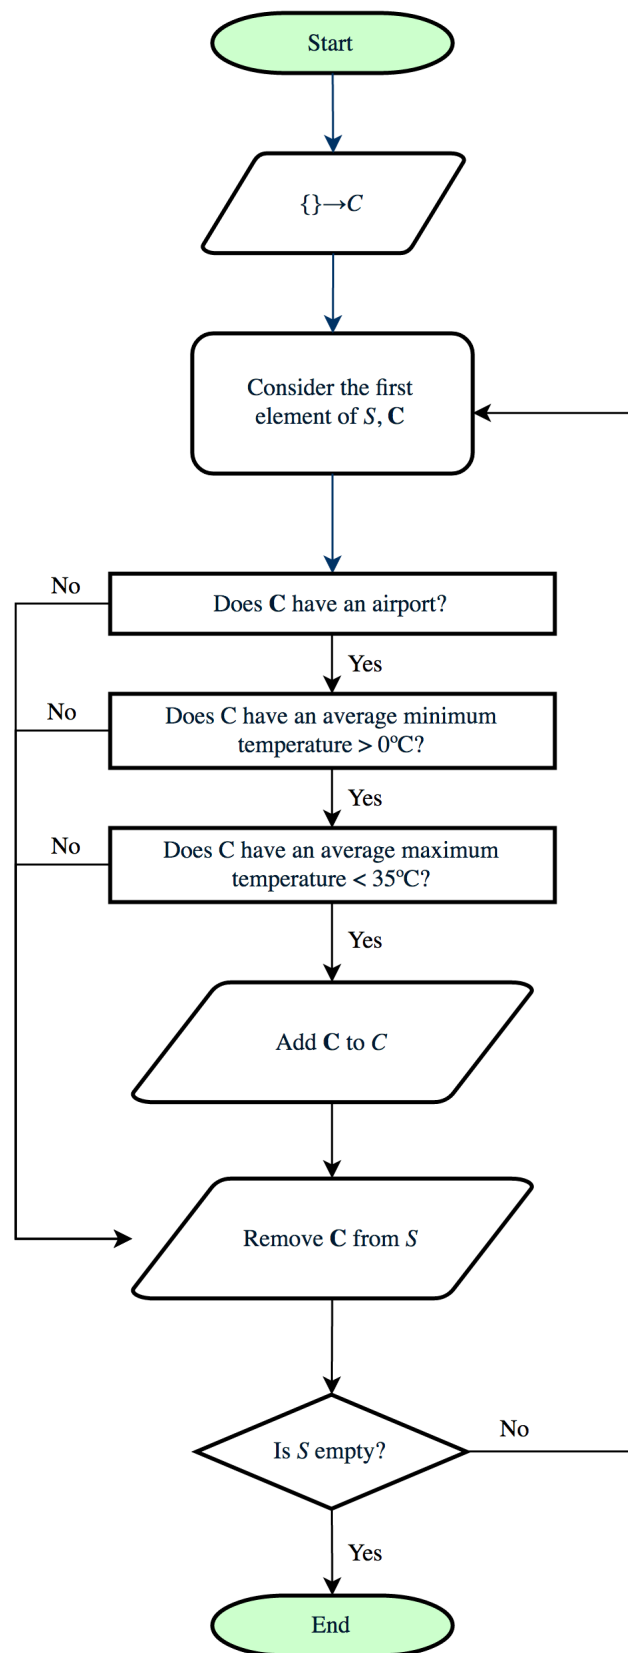 Start
{}→C
Consider the first
element of S, C
No
Does C have an airport?
Yes
No
Does C have an average minimum
temperature > 0ºC?
Yes
No
Does C have an average maximum
temperature < 35ºC?
Yes
Add C to C
Remove C from S
Is S empty?
No
Yes
End